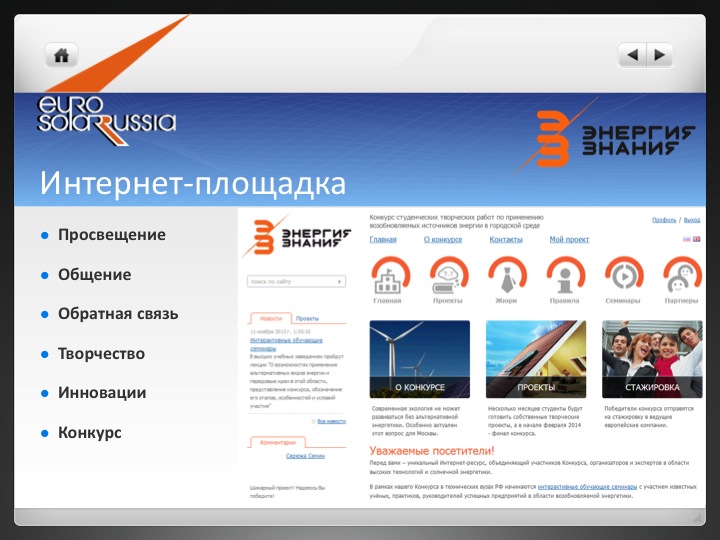 EURO
SOLARRUSSIA
ЭНЕРГИЯ
ЗНАНИЯ
Интернет-площадка
Просвещение
Общение
Обратная связь
Творчество
Инновации
Конкурс
ЭНЕРГИЯ
ЗНАНИЯ
поиск по сайту
Новости Проекты
11 ноября 2013 г.
Интерактивные обучающие
семинары
В высших учебных заведениях пройдут
лекции "О возможностях применения
альтернативных видов энергии и
передовые идеи в этой области,
представление конкурса, обозначение
его этапов, особенностей и условий
участия"
Все новости
Комментарии
Сережа Санин
Шикарный проект! Надеюсь Вы
победите!
Конкурс студенческих творческих работ по применению
возобновляемых источников энергии в городской среде
Профиль / Выход
Главная О конкурсе Контакты Мой проект
Главная Проекты Жюри Правила Семинары Партнеры
О КОНКУРСЕ
ПРОЕКТЫ
СТАЖИРОВКА
Современная экология не может
развиваться без альтернативной
энергетики. Особенно актуален
этот вопрос для Москвы.
Несколько месяцев студенты будут
готовить собственные творческие
проекты, а в начале февраля 2014
- финал конкурса.
Победители конкурса отправятся
на стажировку в ведущие
европейские компании.
Уважаемые посетители!
Перед вами – уникальный Интернет-ресурс, объединяющий участников Конкурса, организаторов и экспертов в области
высоких технологий и солнечной энергетики.
В рамках нашего Конкурса в технических вузах РФ начинаются интерактивные обучающие семинары с участием известных
учёных, практиков, руководителей успешных предприятий в области возобновляемой энергетики.